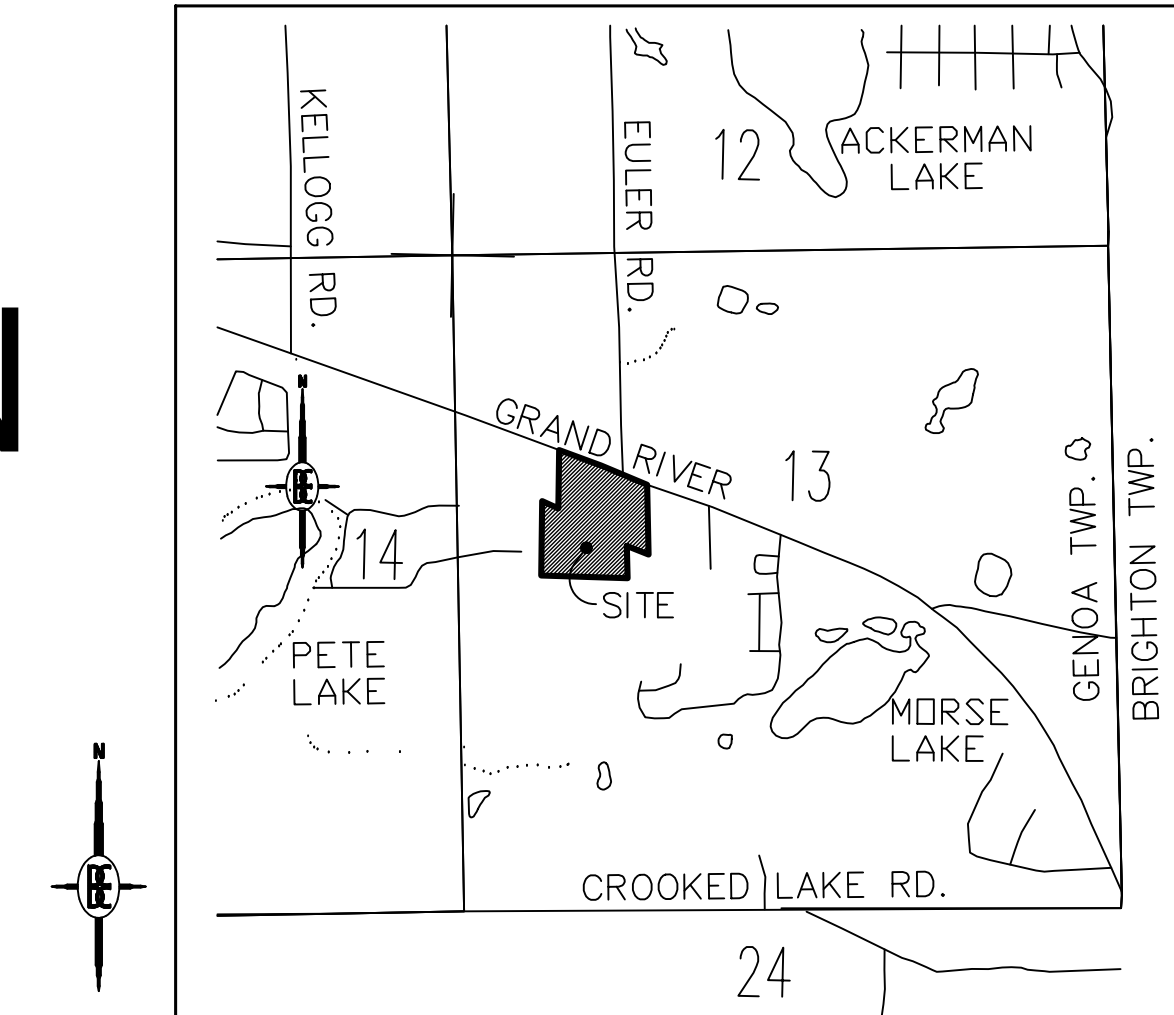 KELLOGG RD.
EULER RD.
12
ACKERMAN
LAKE
N
GRAND RIVER
13
14
SITE
PETE
LAKE
MORSE
LAKE
GENOA TWP.
BRIGHTON TWP.
N
CROOKED LAKE RD.
24